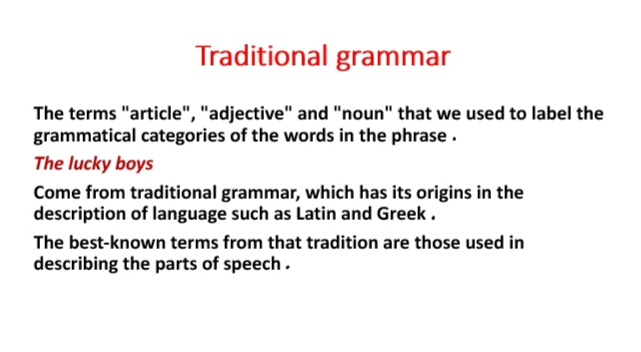 Traditional grammar
The terms "article", "adjective" and "noun" that we used to label the
grammatical categories of the words in the phrase .
The lucky boys
Come from traditional grammar, which has its origins in the
description of language such as Latin and Greek .
The best-known terms from that tradition are those used in
describing the parts of speech .